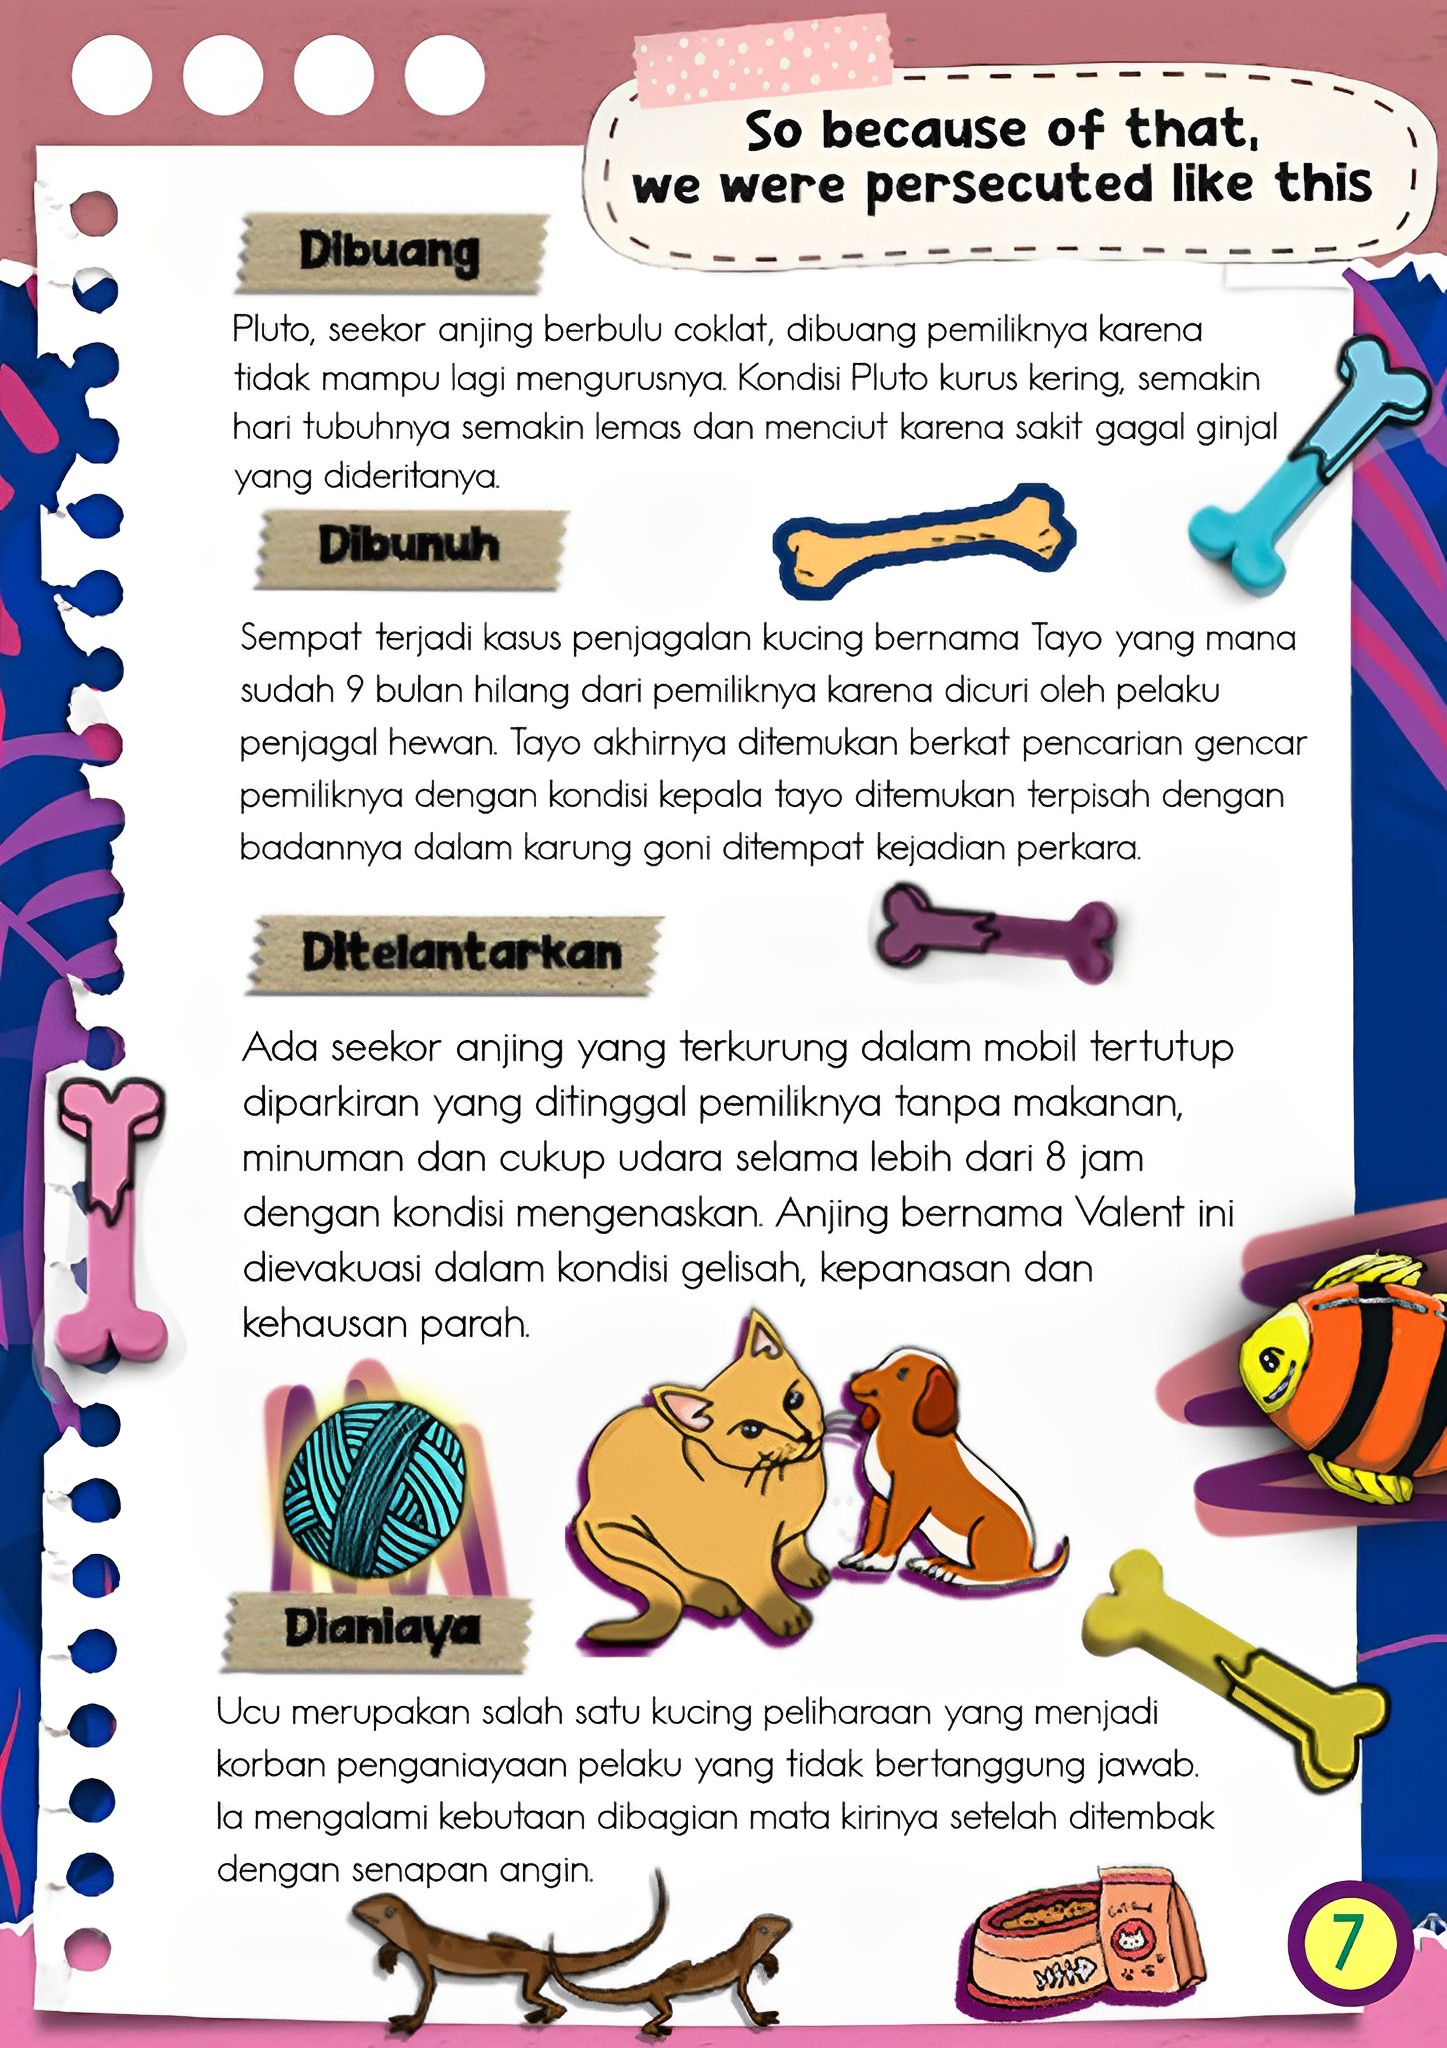 So because of that,
we were persecuted like this
Dibuang
Pluto, seekor anjing berbulu coklat, dibuang pemiliknya karena
tidak mampu lagi mengurusnya. Kondisi Pluto kurus kering, semakin
hari tubuhnya semakin lemas dan menciut karena sakit gagal ginjal
yang dideritanya.
Dibunuh
Sempat terjadi kasus penjagalan kucing bernama Tayo yang mana
sudah 9 bulan hilang dari pemiliknya karena dicuri oleh pelaku
penjagal hewan. Tayo akhirnya ditemukan berkat pencarian gencar
pemiliknya dengan kondisi kepala tayo ditemukan terpisah dengan
badannya dalam karung goni ditempat kejadian perkara.
Ditelantarkan
Ada seekor anjing yang terkurung dalam mobil tertutup
diparkiran yang ditinggal pemiliknya tanpa makanan,
minuman dan cukup udara selama lebih dari 8 jam
dengan kondisi mengenaskan. Anjing bernama Valent ini
dievakuasi dalam kondisi gelisah, kepanasan dan
kehausan parah.
Dianiaya
Ucu merupakan salah satu kucing peliharaan yang menjadi
korban penganiayaan pelaku yang tidak bertanggung jawab.
Ia mengalami kebutaan dibagian mata kirinya setelah ditembak
dengan senapan angin.
7